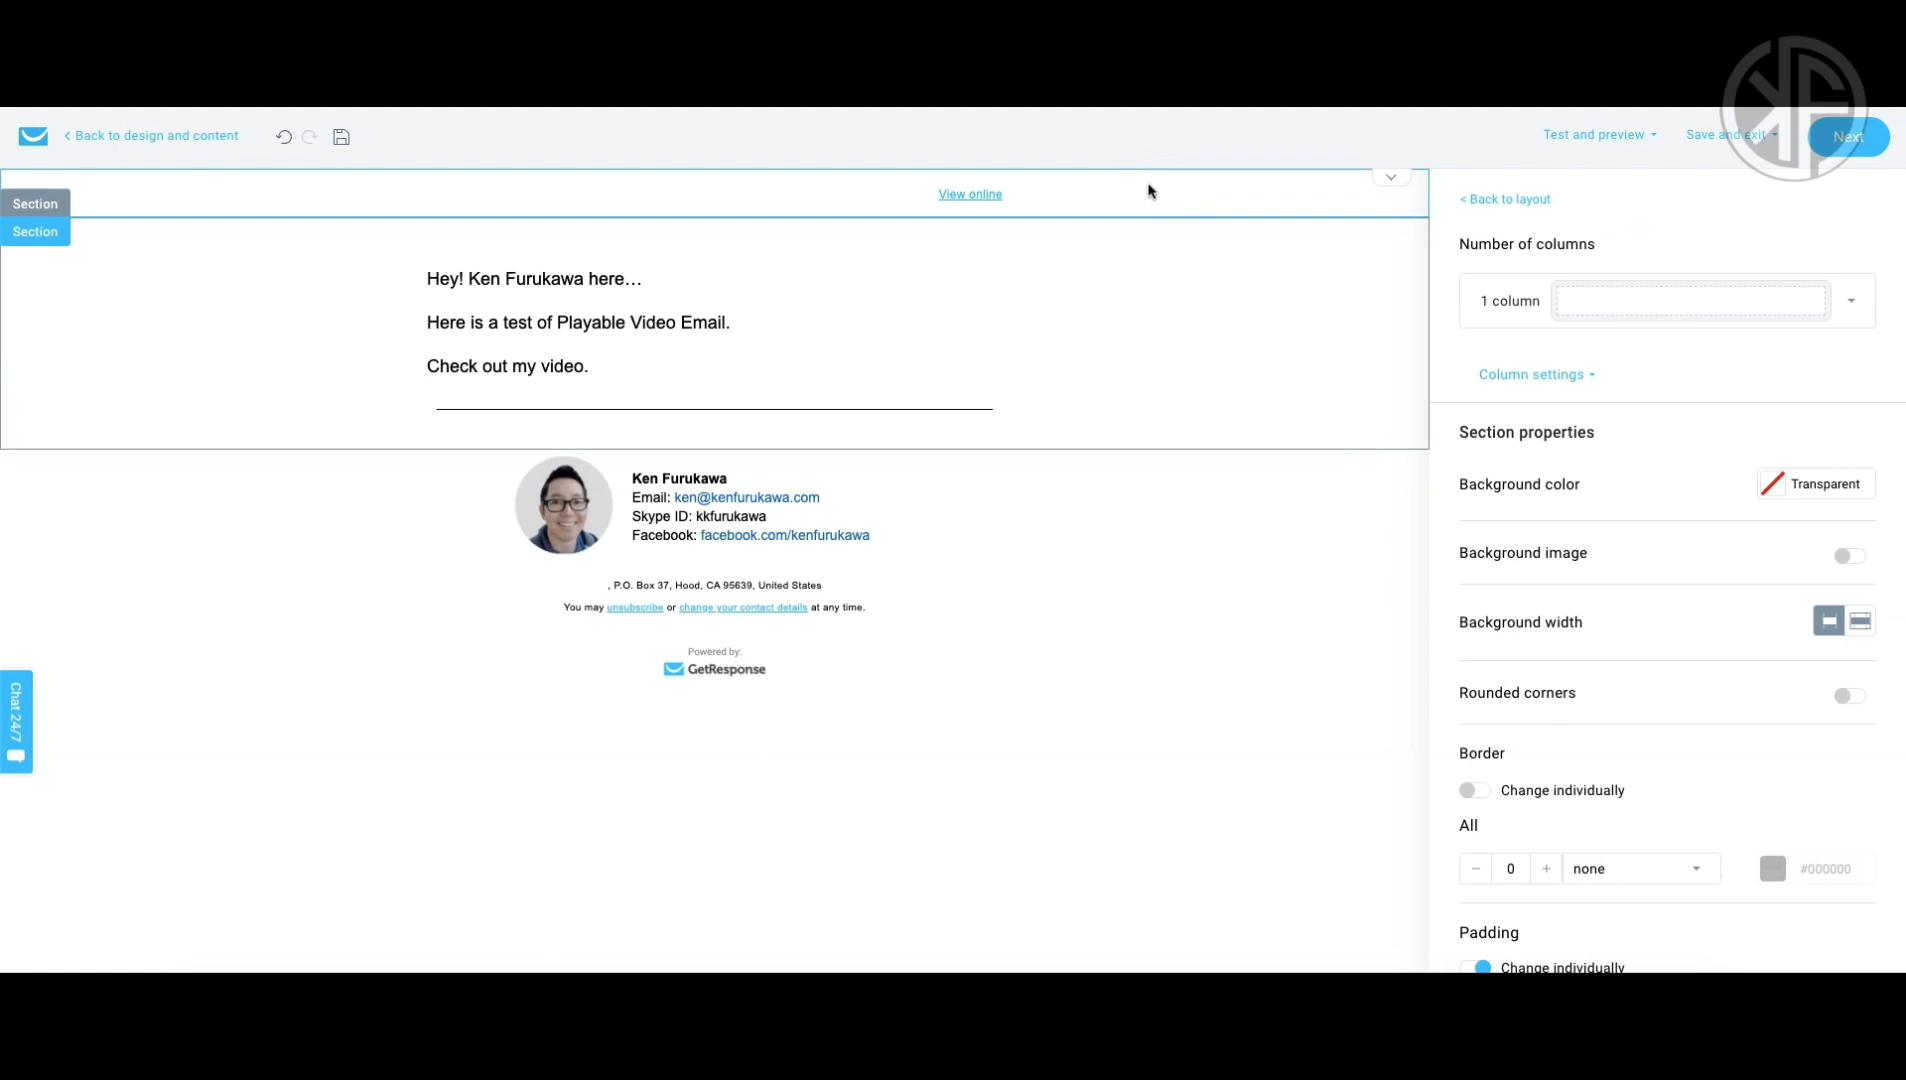 < Back to design and content
Test and preview
Save and exit
Next
View online
Section
Section
Hey! Ken Furukawa here…
Here is a test of Playable Video Email.
Check out my video.
Ken Furukawa
Email: ken@kenfurukawa.com
Skype ID: kkfurukawa
Facebook: facebook.com/kenfurukawa
, P.O. Box 37, Hood, CA 95639, United States
You may unsubscribe or change your contact details at any time.
Powered by:
GetResponse
Chat 24/7
< Back to layout
Number of columns
1 column
Column settings
Section properties
Background color
Transparent
Background image
Background width
Rounded corners
Border
Change individually
All
− 0 + none #000000
Padding
Change individually
KF